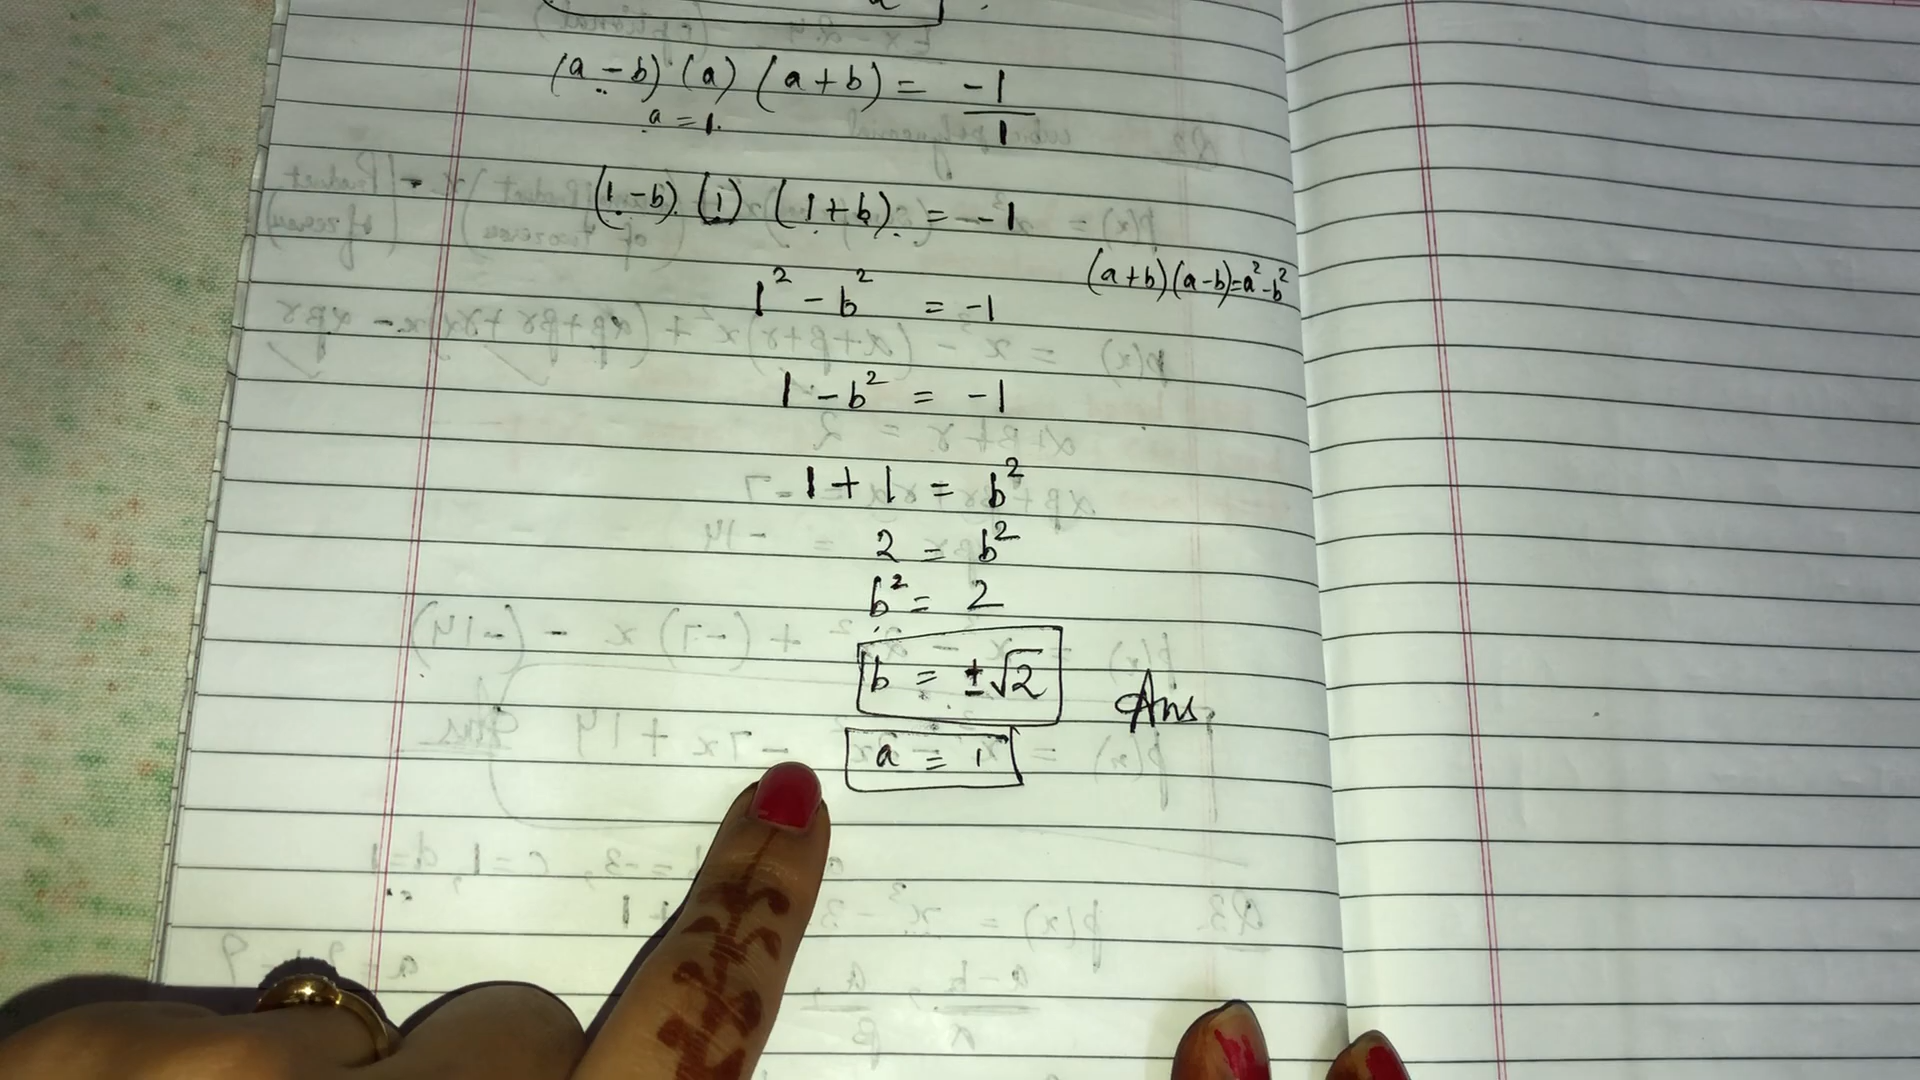 (a - b) (a) (a + b) = -1/1
a = 1.
(1 - b) (1) (1 + b) = -1
(a + b) (a - b) = a² - b²
1² - b² = -1
1 - b² = -1
1 + 1 = b²
2 = b²
b² = 2
b = ±√2
Ans.
a = 1